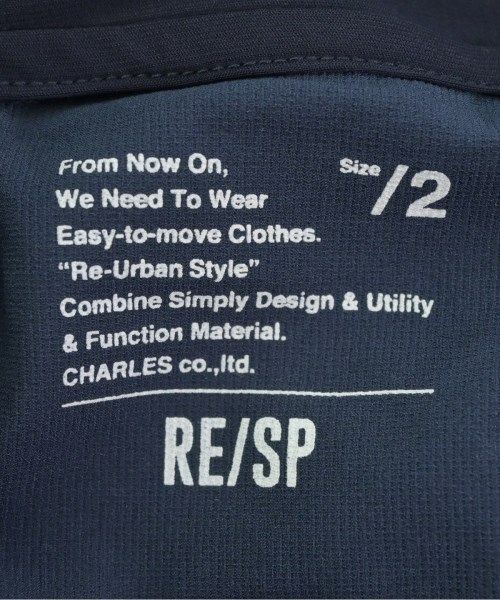 From Now On,
We Need To Wear
Easy-to-move Clothes.
“Re-Urban Style”
Combine Simply Design & Utility
& Function Material.
CHARLES co.,ltd.
Size /2
RE/SP